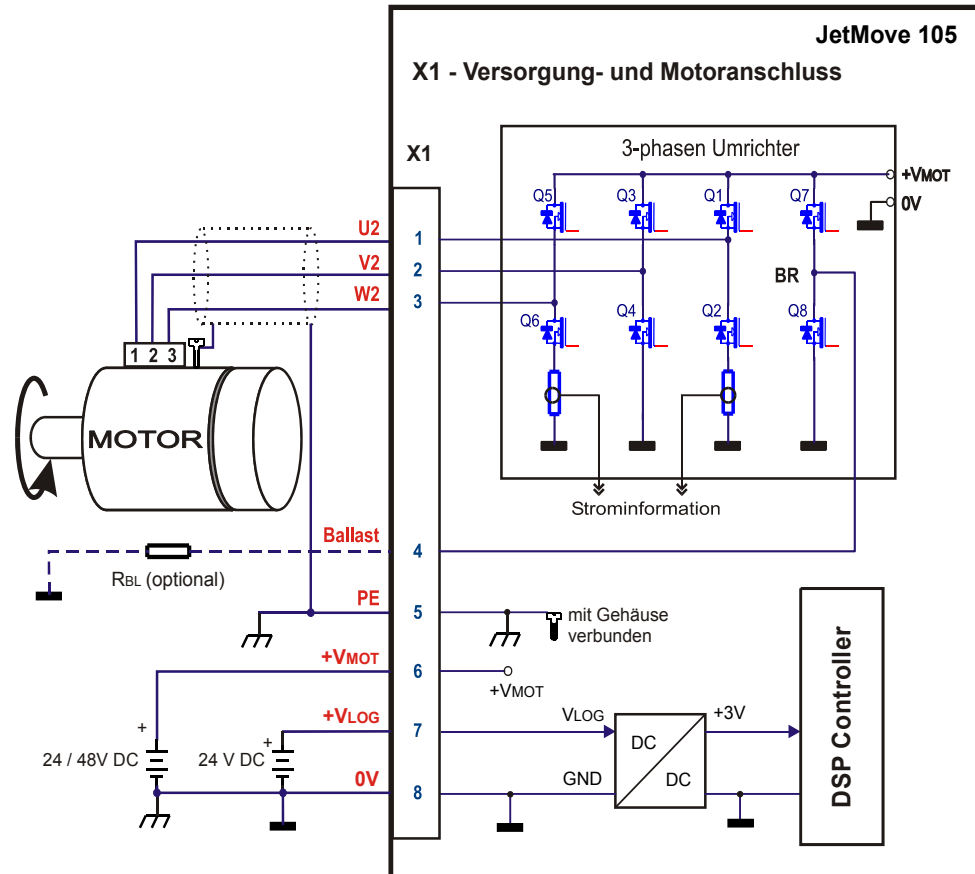 JetMove 105
X1 - Versorgung- und Motoranschluss
3-phasen Umrichter
X1
+VMOT
0V
Q5
Q3
Q1
Q7
U2
1
V2
2
W2
3
BR
Q6
Q4
Q2
Q8
1 2 3
MOTOR
Strominformation
Ballast
4
RBL (optional)
PE
5
mit Gehäuse
verbunden
+VMOT
6
+VMOT
+VLOG
7
VLOG
+3V
+
24 / 48V DC
+
24 V DC
DC
DC
0V
8
GND
DSP Controller